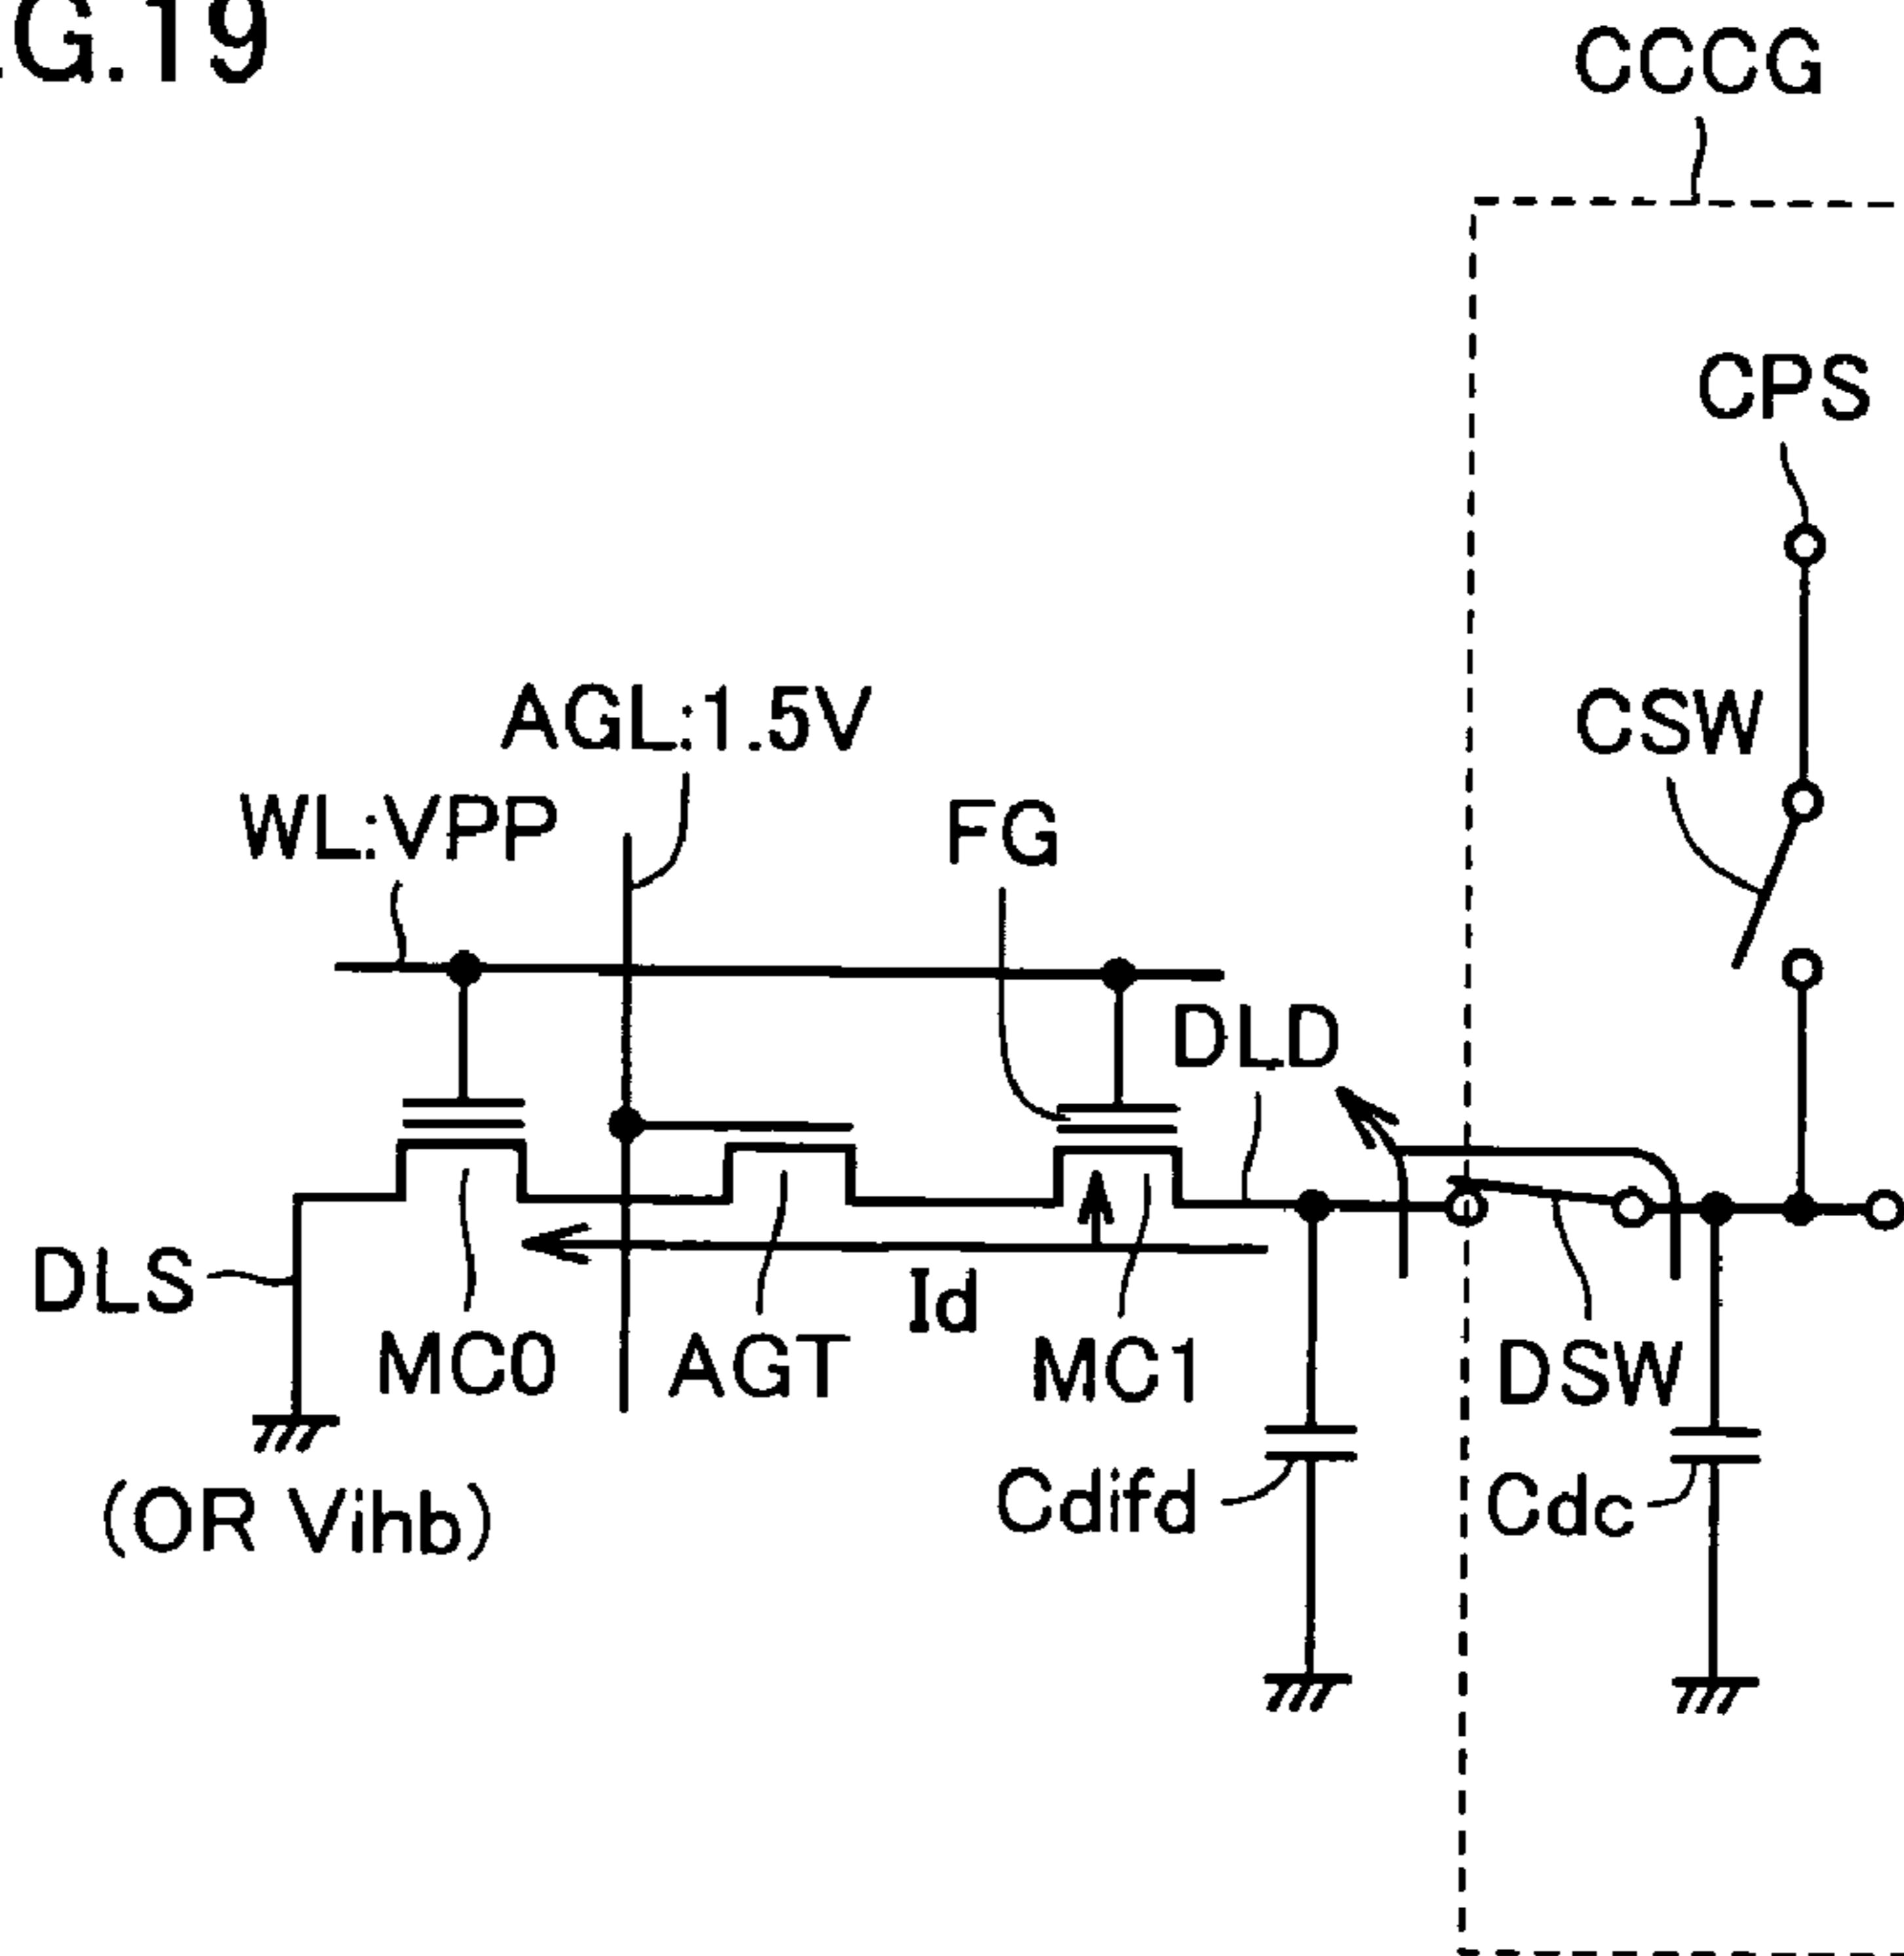 G.19
CCCG
CPS
CSW
AGL:1.5V
WL:VPP
FG
DLD
DLS
Id
MC0
AGT
MC1
DSW
(OR Vihb)
Cdifd
Cdc